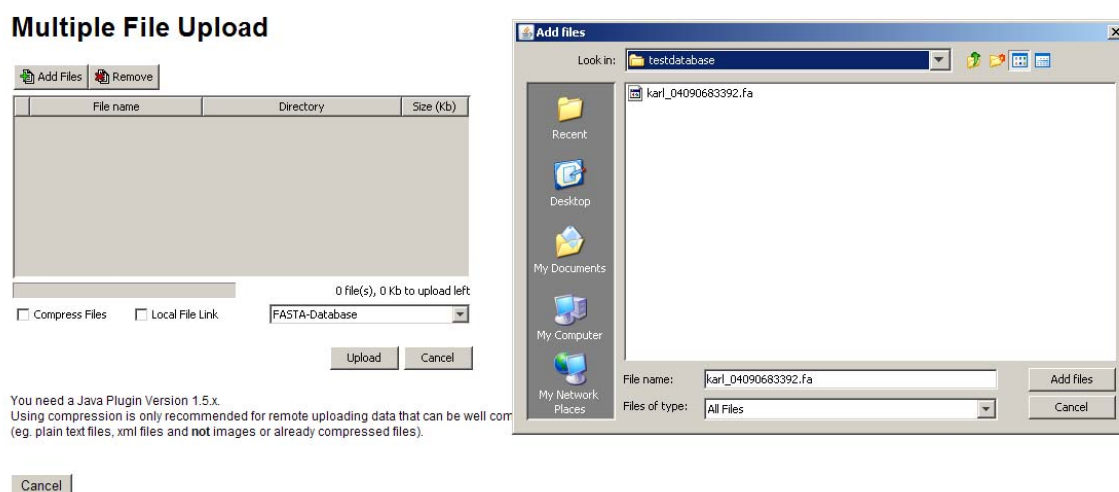 Multiple File Upload
Add Files
Remove
File name
Directory
Size (Kb)
0 file(s), 0 Kb to upload left
Compress Files
Local File Link
FASTA-Database
Upload
Cancel
You need a Java Plugin Version 1.5.x.
Using compression is only recommended for remote uploading data that can be well com
(eg. plain text files, xml files and not images or already compressed files).
Cancel
Add files
Look in:
testdatabase
karl_04090683392.fa
Recent
Desktop
My Documents
My Computer
My Network
Places
File name:
karl_04090683392.fa
Add files
Files of type:
All Files
Cancel